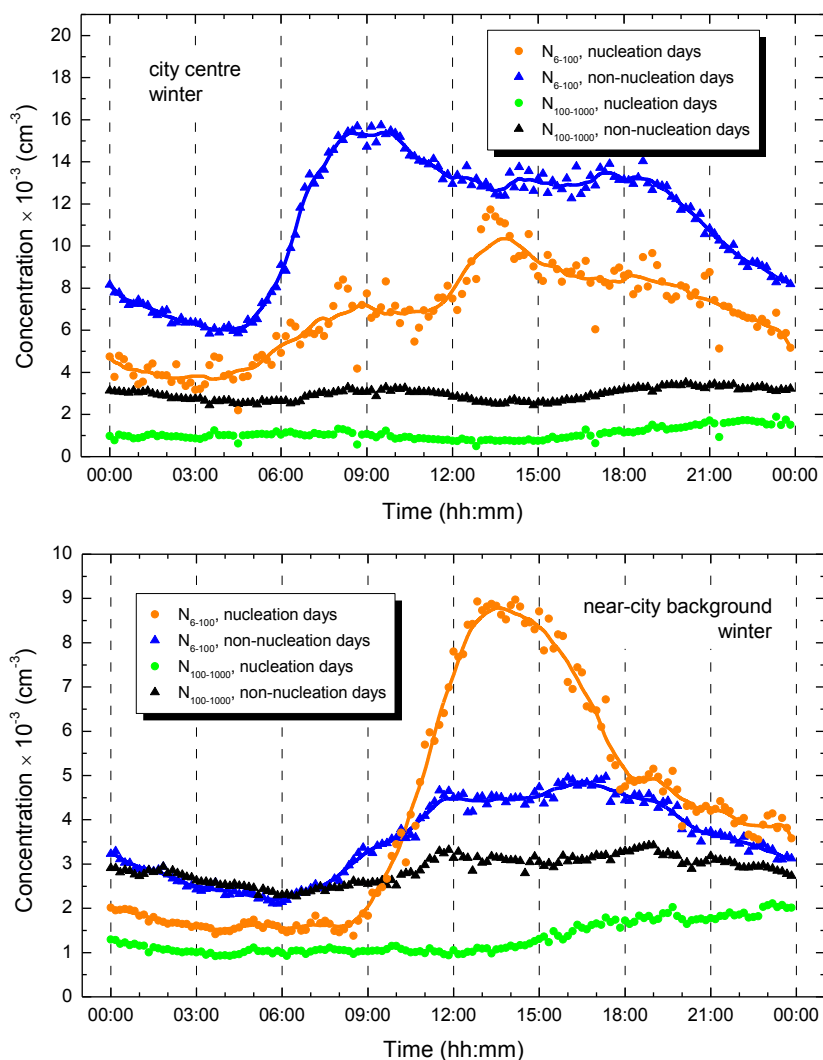 city centre
winter
N6-100, nucleation days
N6-100, non-nucleation days
N100-1000, nucleation days
N100-1000, non-nucleation days
20
18
16
14
12
10
8
6
4
2
0
Concentration × 10⁻³ (cm⁻³)
00:00 03:00 06:00 09:00 12:00 15:00 18:00 21:00 00:00
Time (hh:mm)
near-city background
winter
N6-100, nucleation days
N6-100, non-nucleation days
N100-1000, nucleation days
N100-1000, non-nucleation days
10
9
8
7
6
5
4
3
2
1
0
Concentration × 10⁻³ (cm⁻³)
00:00 03:00 06:00 09:00 12:00 15:00 18:00 21:00 00:00
Time (hh:mm)